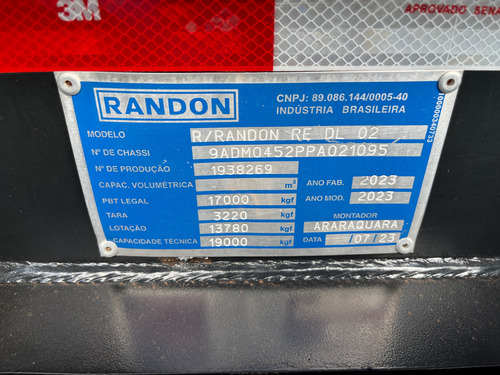 3M
APROVADO SENA
RANDON
CNPJ: 89.086.144/0005-40
INDÚSTRIA BRASILEIRA
MODELO R/RANDON RE DL 02
Nº DE CHASSI 9ADM0452PPA021095
Nº DE PRODUÇÃO 1938269
CAPAC. VOLUMÉTRICA m³ ANO FAB. 2023
PBT LEGAL 17000 kgf ANO MOD. 2023
TARA 3220 kgf MONTADOR
LOTAÇÃO 13780 kgf ARARAQUARA
CAPACIDADE TÉCNICA 19000 kgf DATA /07/23